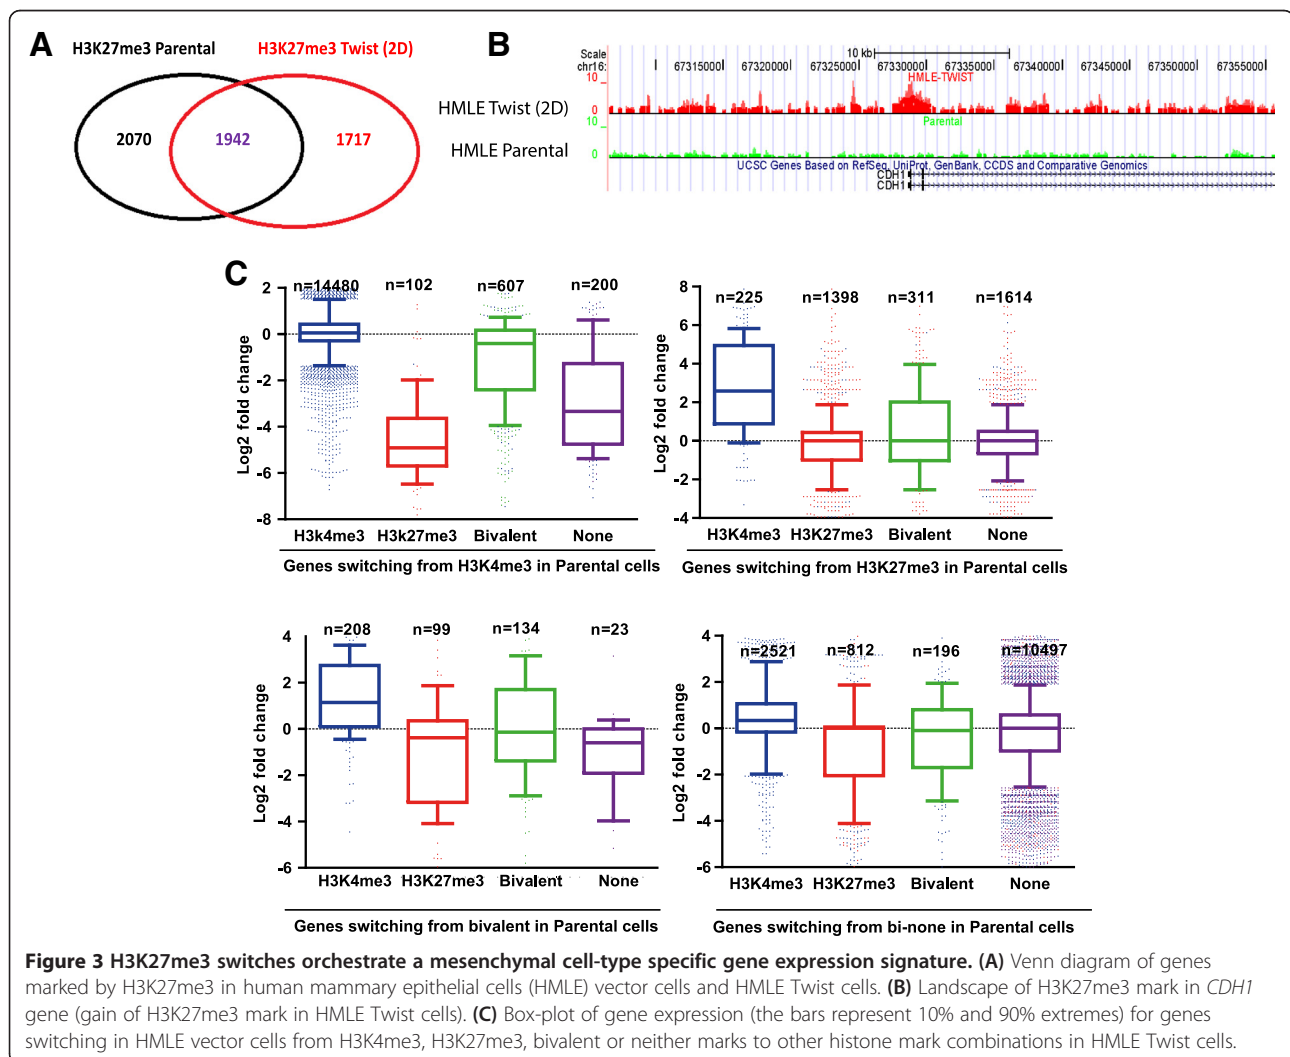 A
H3K27me3 Parental
H3K27me3 Twist (2D)
2070
1942
1717
B
Scale
10 kb
chr16:
67315000
67320000
67325000
67330000
67335000
67340000
67345000
67350000
67355000
10
HMLE-TWIST
HMLE Twist (2D)
0
10
Parental
HMLE Parental
0
UCSC Genes Based on RefSeq, UniProt, GenBank, CCDS and Comparative Genomics
CDH1
CDH1
C
n=14480 n=102 n=607 n=200
Log2 fold change
2
0
-2
-4
-6
-8
H3k4me3 H3k27me3 Bivalent None
Genes switching from H3K4me3 in Parental cells
n=225 n=1398 n=311 n=1614
Log2 fold change
8
6
4
2
0
-2
-4
H3K4me3 H3K27me3 Bivalent None
Genes switching from H3K27me3 in Parental cells
n=208 n=99 n=134 n=23
Log2 fold change
4
2
0
-2
-4
-6
H3K4me3 H3K27me3 Bivalent None
Genes switching from bivalent in Parental cells
n=2521 n=812 n=196 n=10497
Log2 fold change
4
2
0
-2
-4
-6
H3K4me3 H3K27me3 Bivalent None
Genes switching from bi-none in Parental cells
Figure 3 H3K27me3 switches orchestrate a mesenchymal cell-type specific gene expression signature. (A) Venn diagram of genes
marked by H3K27me3 in human mammary epithelial cells (HMLE) vector cells and HMLE Twist cells. (B) Landscape of H3K27me3 mark in CDH1
gene (gain of H3K27me3 mark in HMLE Twist cells). (C) Box-plot of gene expression (the bars represent 10% and 90% extremes) for genes
switching in HMLE vector cells from H3K4me3, H3K27me3, bivalent or neither marks to other histone mark combinations in HMLE Twist cells.